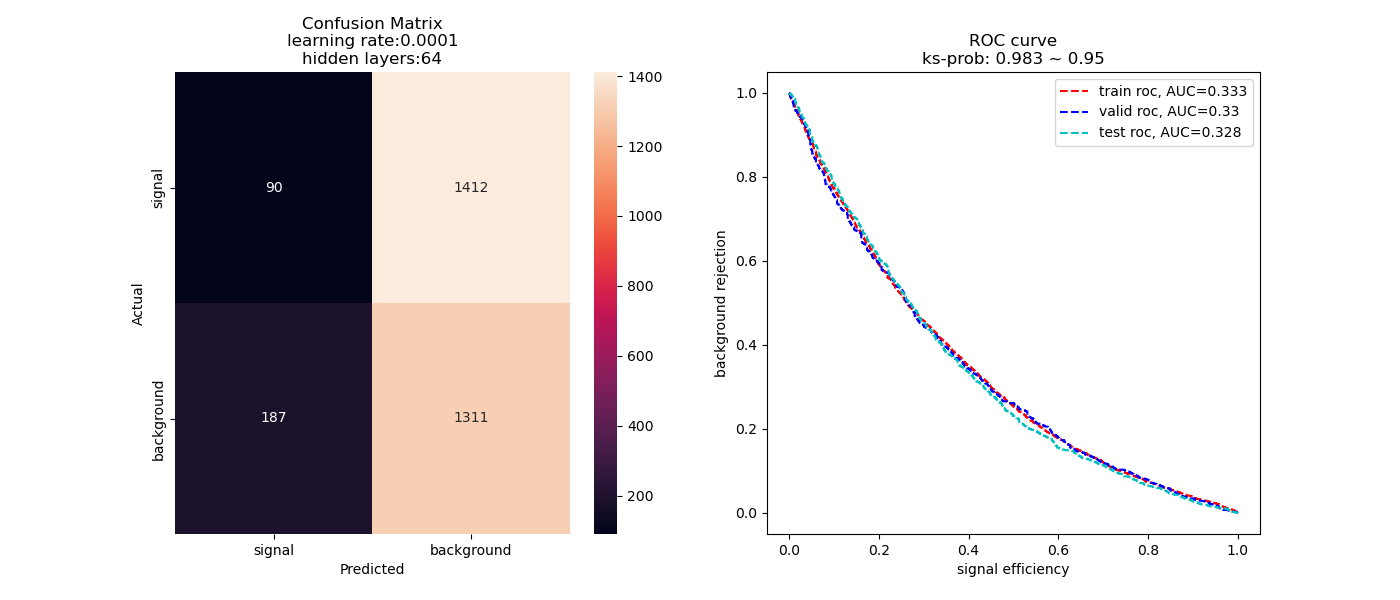 Confusion Matrix
learning rate:0.0001
hidden layers:64
signal
background
Actual
90
1412
187
1311
signal
background
Predicted
1400
1200
1000
800
600
400
200
ROC curve
ks-prob: 0.983 ~ 0.95
train roc, AUC=0.333
valid roc, AUC=0.33
test roc, AUC=0.328
background rejection
1.0
0.8
0.6
0.4
0.2
0.0
0.0
0.2
0.4
0.6
0.8
1.0
signal efficiency